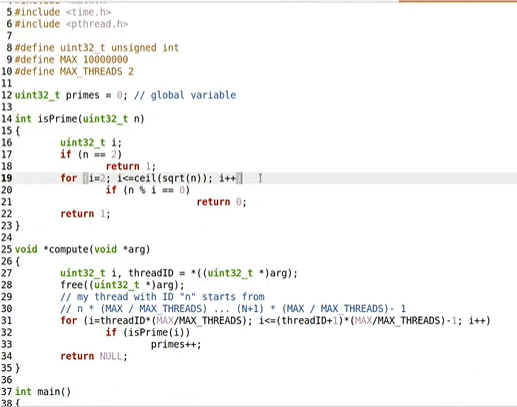 5 #include <time.h>
6 #include <pthread.h>
7
8 #define uint32_t unsigned int
9 #define MAX 10000000
10 #define MAX_THREADS 2
11
12 uint32_t primes = 0; // global variable
13
14 int isPrime(uint32_t n)
15 {
16 uint32_t i;
17 if (n == 2)
18 return 1;
19 for (i=2; i<=ceil(sqrt(n)); i++)
20 if (n % i == 0)
21 return 0;
22 return 1;
23 }
24
25 void *compute(void *arg)
26 {
27 uint32_t i, threadID = *((uint32_t *)arg);
28 free((uint32_t *)arg);
29 // my thread with ID "n" starts from
30 // n * (MAX / MAX_THREADS) ... (N+1) * (MAX / MAX_THREADS)- 1
31 for (i=threadID*(MAX/MAX_THREADS); i<=(threadID+1)*(MAX/MAX_THREADS)-1; i++)
32 if (isPrime(i))
33 primes++;
34 return NULL;
35 }
36
37 int main()
38 {